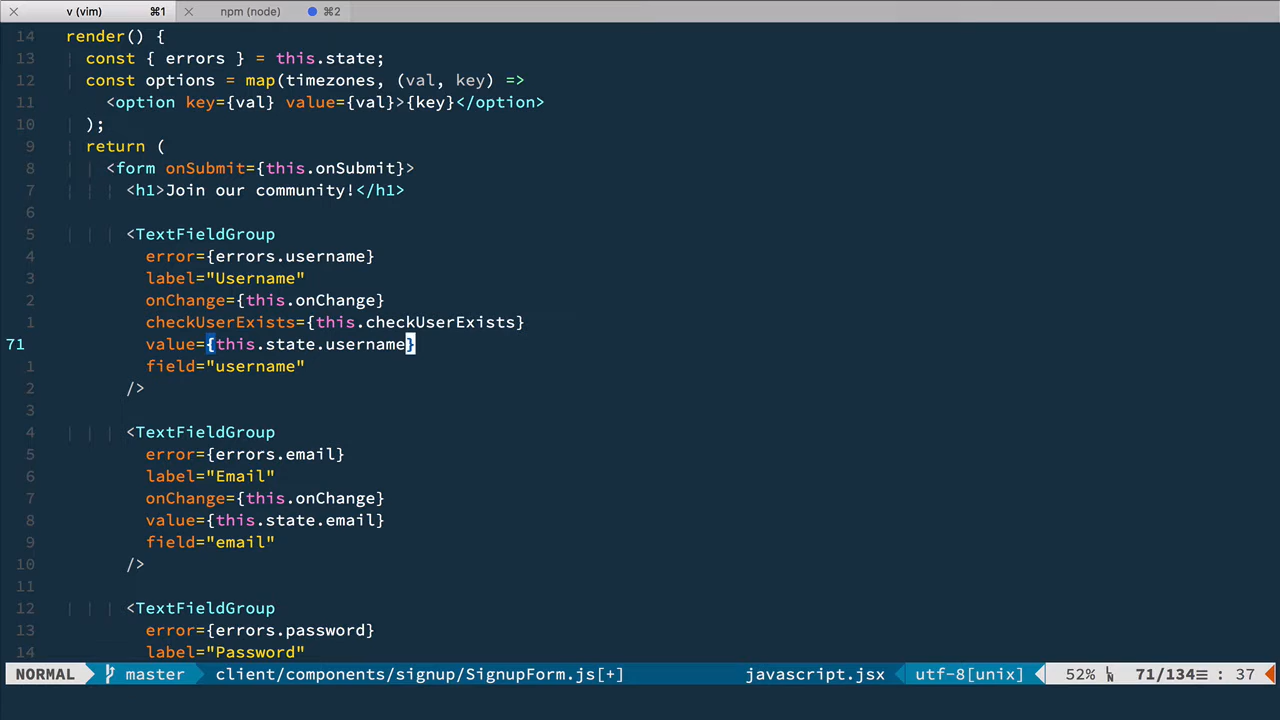 v (vim) ⌘1 npm (node) ⌘2
14 render() {
13 const { errors } = this.state;
12 const options = map(timezones, (val, key) =>
11 <option key={val} value={val}>{key}</option>
10 );
9 return (
8 <form onSubmit={this.onSubmit}>
7 <h1>Join our community!</h1>
6
5 <TextFieldGroup
4 error={errors.username}
3 label="Username"
2 onChange={this.onChange}
1 checkUserExists={this.checkUserExists}
71 value={this.state.username}
1 field="username"
2 />
3
4 <TextFieldGroup
5 error={errors.email}
6 label="Email"
7 onChange={this.onChange}
8 value={this.state.email}
9 field="email"
10 />
11
12 <TextFieldGroup
13 error={errors.password}
14 label="Password"
NORMAL master client/components/signup/SignupForm.js[+] javascript.jsx utf-8[unix] 52% 71/134≡ : 37